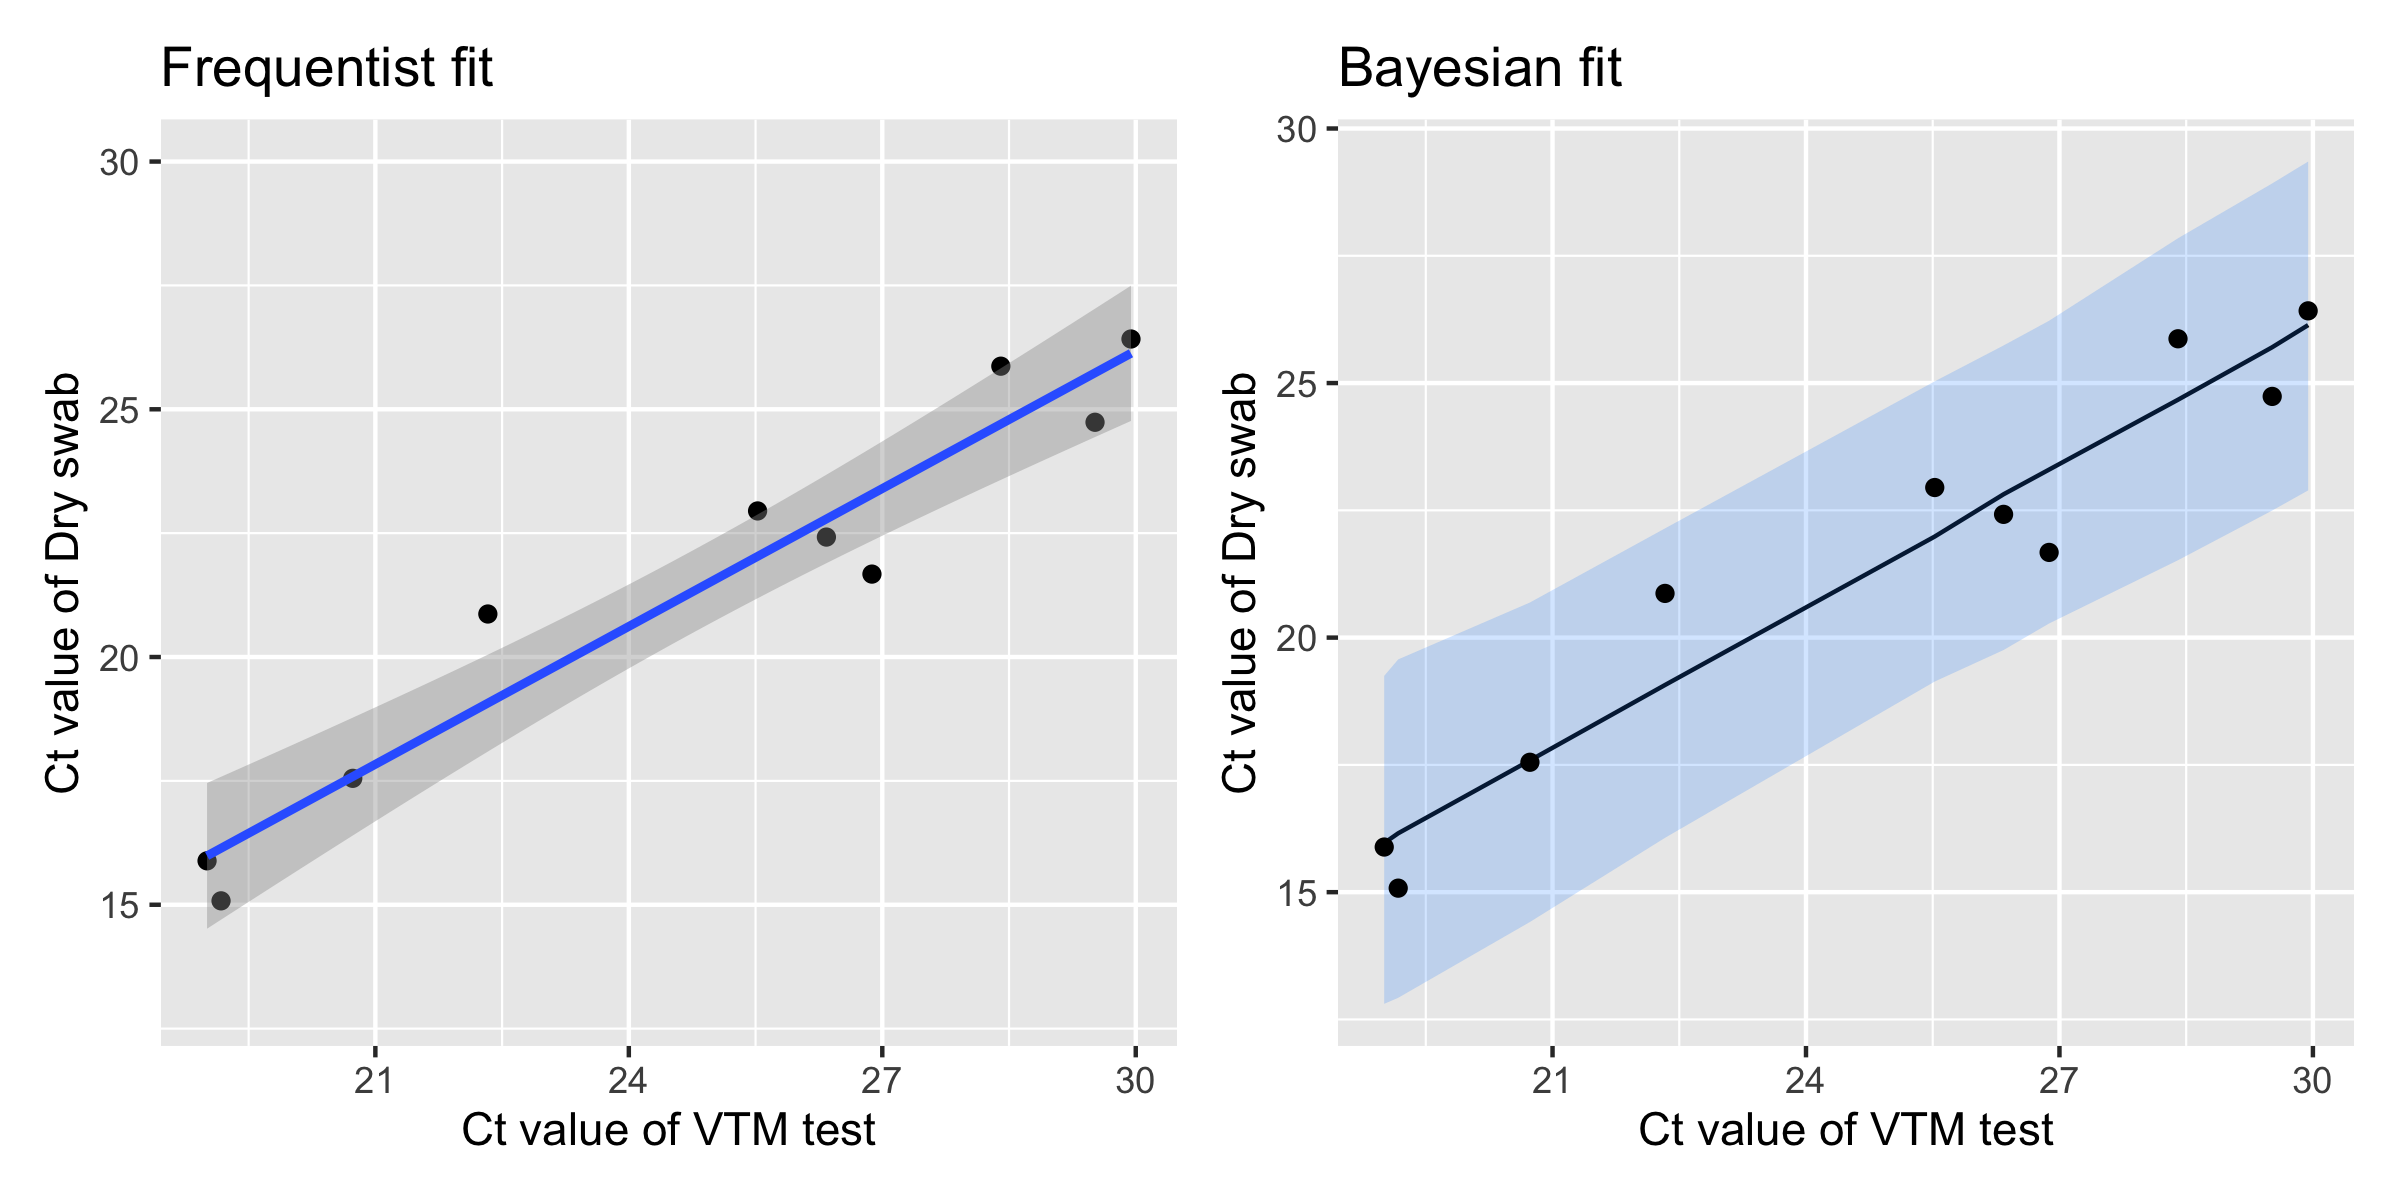 Frequentist fit
30
25
20
15
21 24 27 30
Ct value of VTM test
Ct value of Dry swab
Bayesian fit
30
25
20
15
21 24 27 30
Ct value of VTM test
Ct value of Dry swab